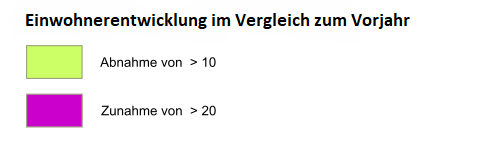 Einwohnerentwicklung im Vergleich zum Vorjahr
Abnahme von > 10
Zunahme von > 20